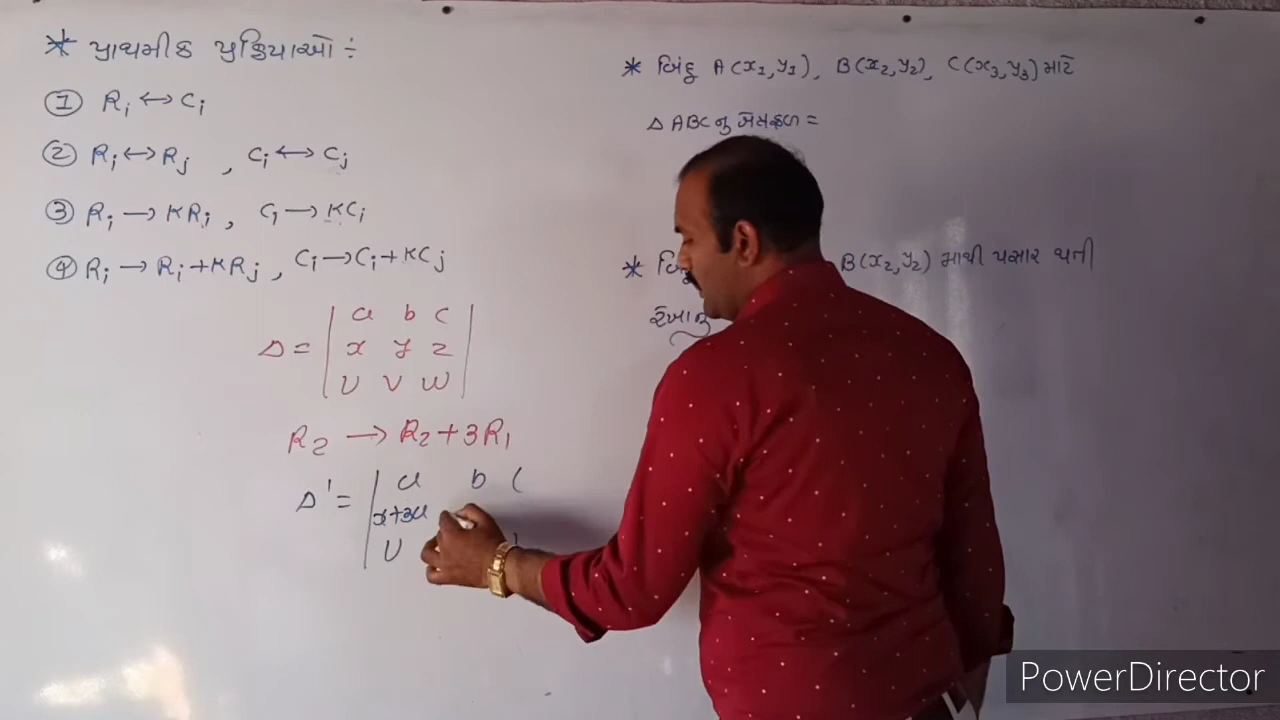 * પ્રાથમીક પ્રક્રિયાઓ ÷
① Ri ↔ Ci
② Ri ↔ Rj , Ci ↔ Cj
③ Ri → KRi , Ci → KCi
④ Ri → Ri + KRj , Ci → Ci + KCj
Δ = | a b c |
| x y z |
| U V W |
R2 → R2 + 3R1
Δ' = | a b c
x+3a
| U
* બિંદુ A(x1, y1), B(x2, y2), C(x3, y3) માટે
Δ ABC નુ ક્ષેત્રફળ =
* B(x2, y2) માથી પસાર થતી
રેખાનુ
PowerDirector